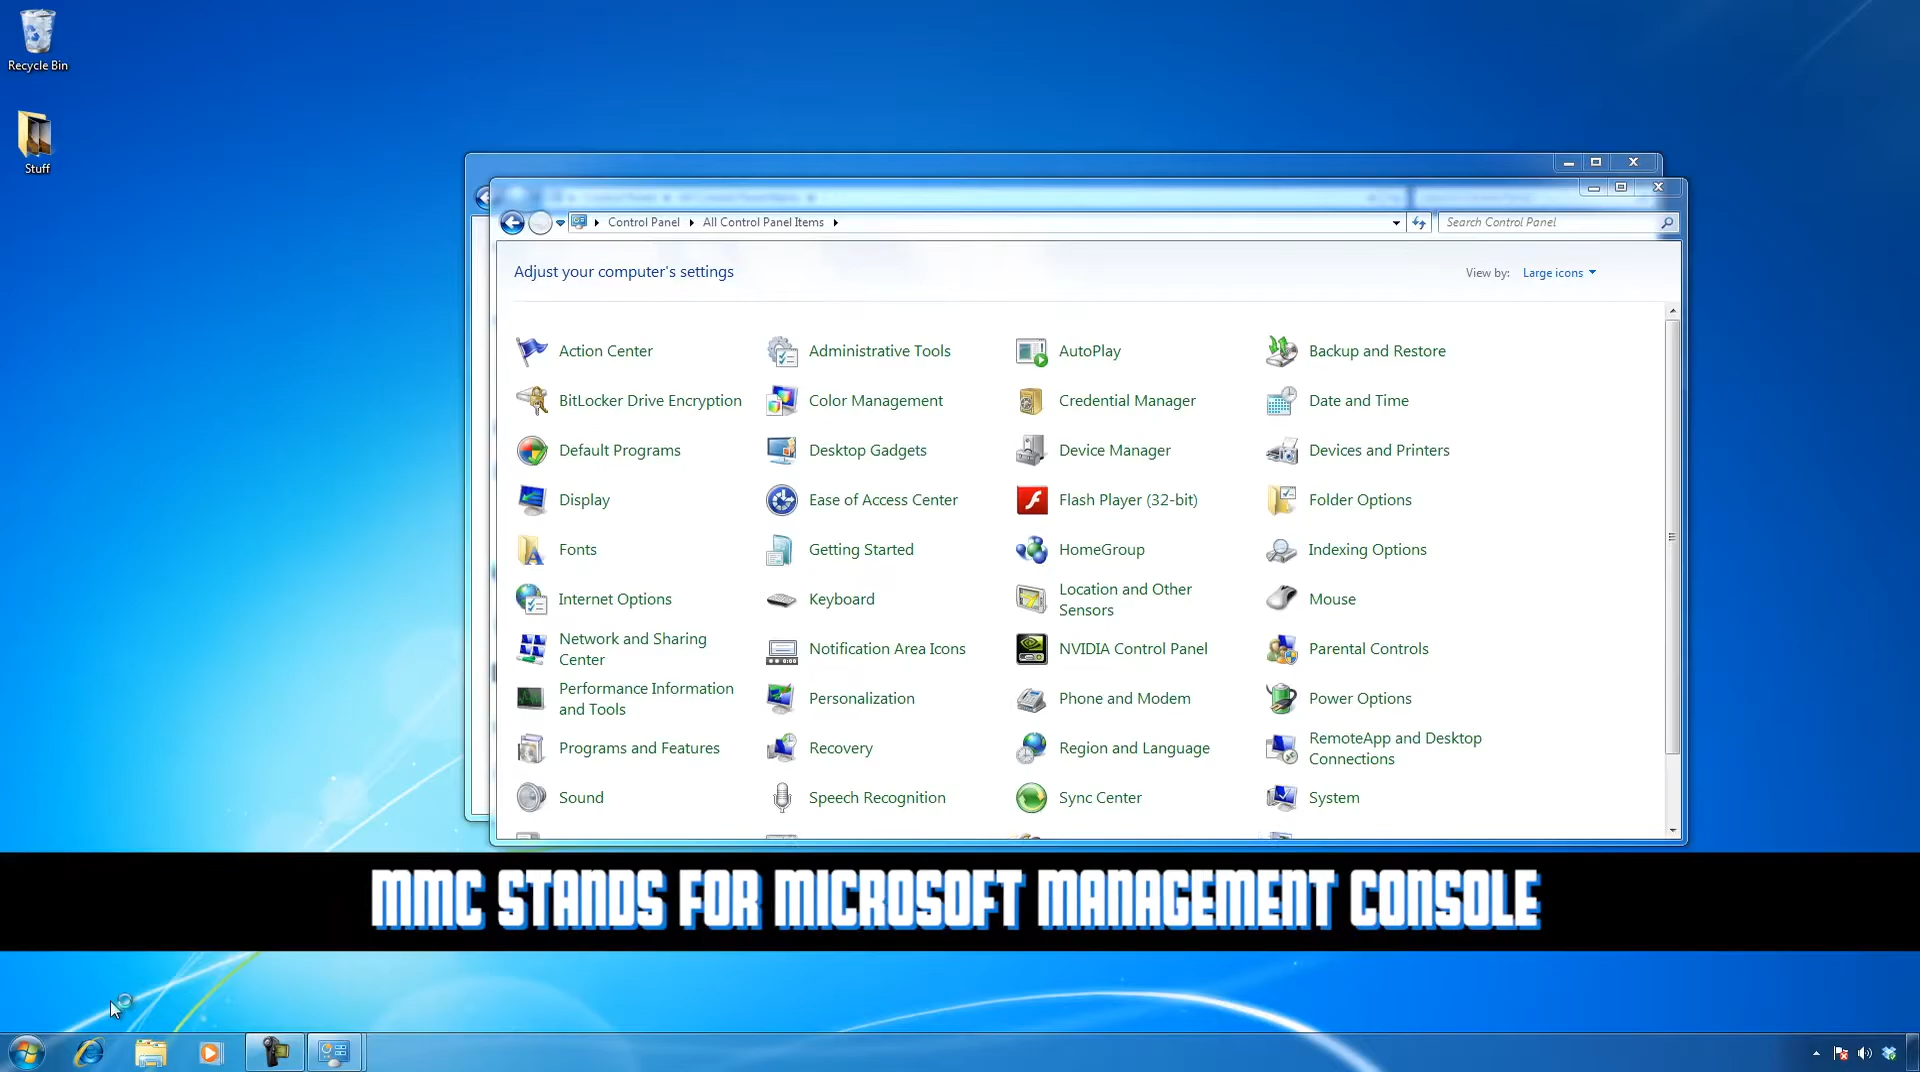 Recycle Bin
Stuff
Control Panel
All Control Panel Items
Search Control Panel
Adjust your computer's settings
View by:
Large icons
Action Center
Administrative Tools
AutoPlay
Backup and Restore
BitLocker Drive Encryption
Color Management
Credential Manager
Date and Time
Default Programs
Desktop Gadgets
Device Manager
Devices and Printers
Display
Ease of Access Center
Flash Player (32-bit)
Folder Options
Fonts
Getting Started
HomeGroup
Indexing Options
Internet Options
Keyboard
Location and Other
Sensors
Mouse
Network and Sharing
Center
Notification Area Icons
NVIDIA Control Panel
Parental Controls
Performance Information
and Tools
Personalization
Phone and Modem
Power Options
Programs and Features
Recovery
Region and Language
RemoteApp and Desktop
Connections
Sound
Speech Recognition
Sync Center
System
MMC STANDS FOR MICROSOFT MANAGEMENT CONSOLE